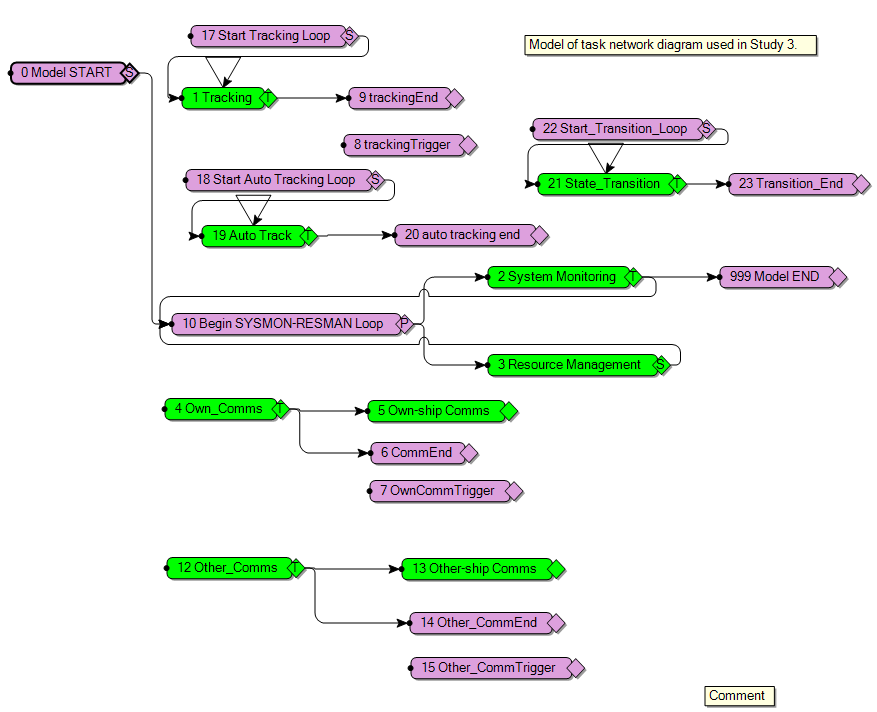 17 Start Tracking Loop S
Model of task network diagram used in Study 3.
0 Model START S
1 Tracking T
9 trackingEnd
22 Start_Transition_Loop S
8 trackingTrigger
18 Start Auto Tracking Loop S
21 State_Transition T
23 Transition_End
19 Auto Track T
20 auto tracking end
2 System Monitoring T
999 Model END
10 Begin SYSMON-RESMAN Loop P
3 Resource Management S
4 Own_Comms T
5 Own-ship Comms
6 CommEnd
7 OwnCommTrigger
12 Other_Comms T
13 Other-ship Comms
14 Other_CommEnd
15 Other_CommTrigger
Comment